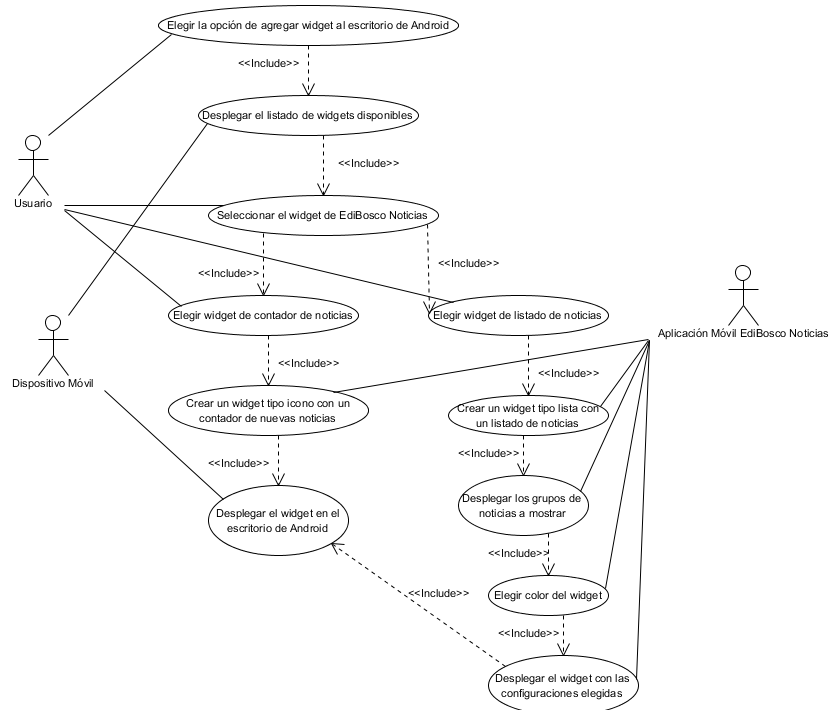 Elegir la opción de agregar widget al escritorio de Android
<<Include>>
Desplegar el listado de widgets disponibles
<<Include>>
Usuario
Seleccionar el widget de EdiBosco Noticias
<<Include>>
<<Include>>
Elegir widget de contador de noticias
Elegir widget de listado de noticias
Aplicación Móvil EdiBosco Noticias
Dispositivo Móvil
<<Include>>
<<Include>>
Crear un widget tipo icono con un
contador de nuevas noticias
Crear un widget tipo lista con
un listado de noticias
<<Include>>
<<Include>>
Desplegar el widget en el
escritorio de Android
Desplegar los grupos de
noticias a mostrar
<<Include>>
<<Include>>
Elegir color del widget
<<Include>>
Desplegar el widget con las
configuraciones elegidas